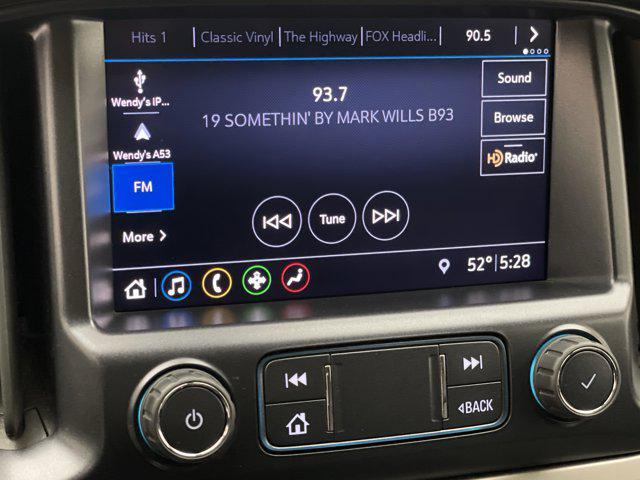 Hits 1 | Classic Vinyl | The Highway | FOX Headli... | 90.5
Wendy's IP...
Wendy's A53
FM
More
93.7
19 SOMETHIN' BY MARK WILLS B93
Sound
Browse
HD Radio
Tune
52° 5:28
BACK